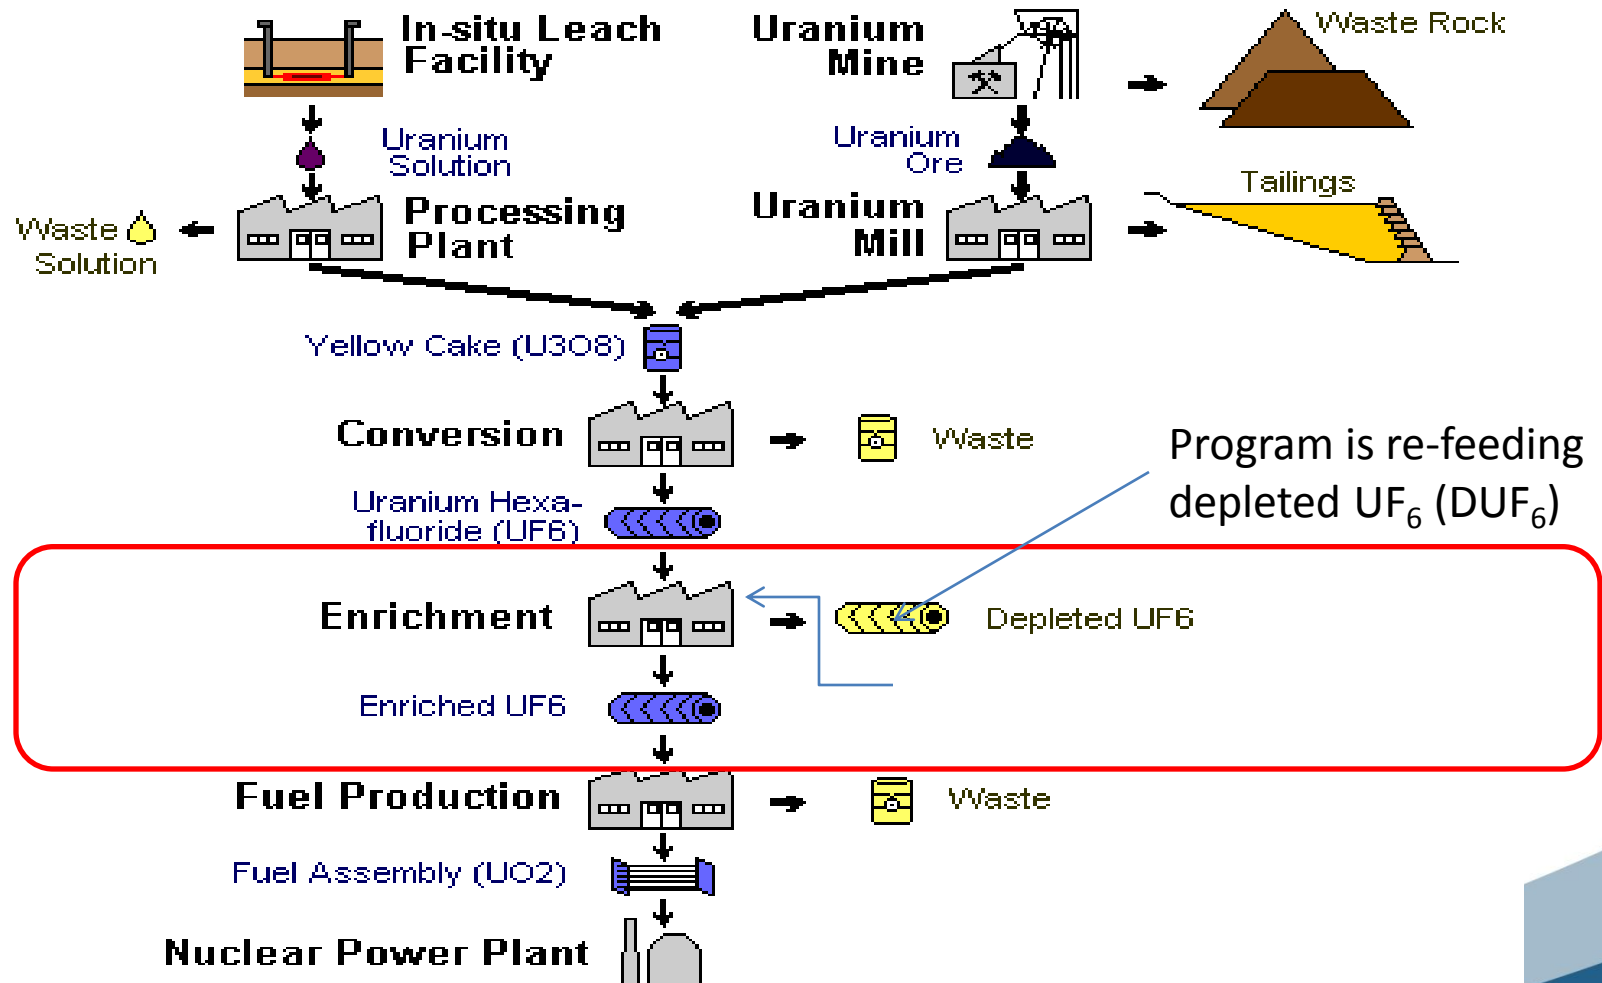 In-situ Leach
Facility
Uranium
Mine
Waste Rock
Uranium
Solution
Uranium
Ore
Tailings
Waste
Solution
Processing
Plant
Uranium
Mill
Yellow Cake (U3O8)
Conversion
Waste
Program is re-feeding
depleted UF₆ (DUF₆)
Uranium Hexa-
fluoride (UF6)
Enrichment
Depleted UF6
Enriched UF6
Fuel Production
Waste
Fuel Assembly (UO2)
Nuclear Power Plant